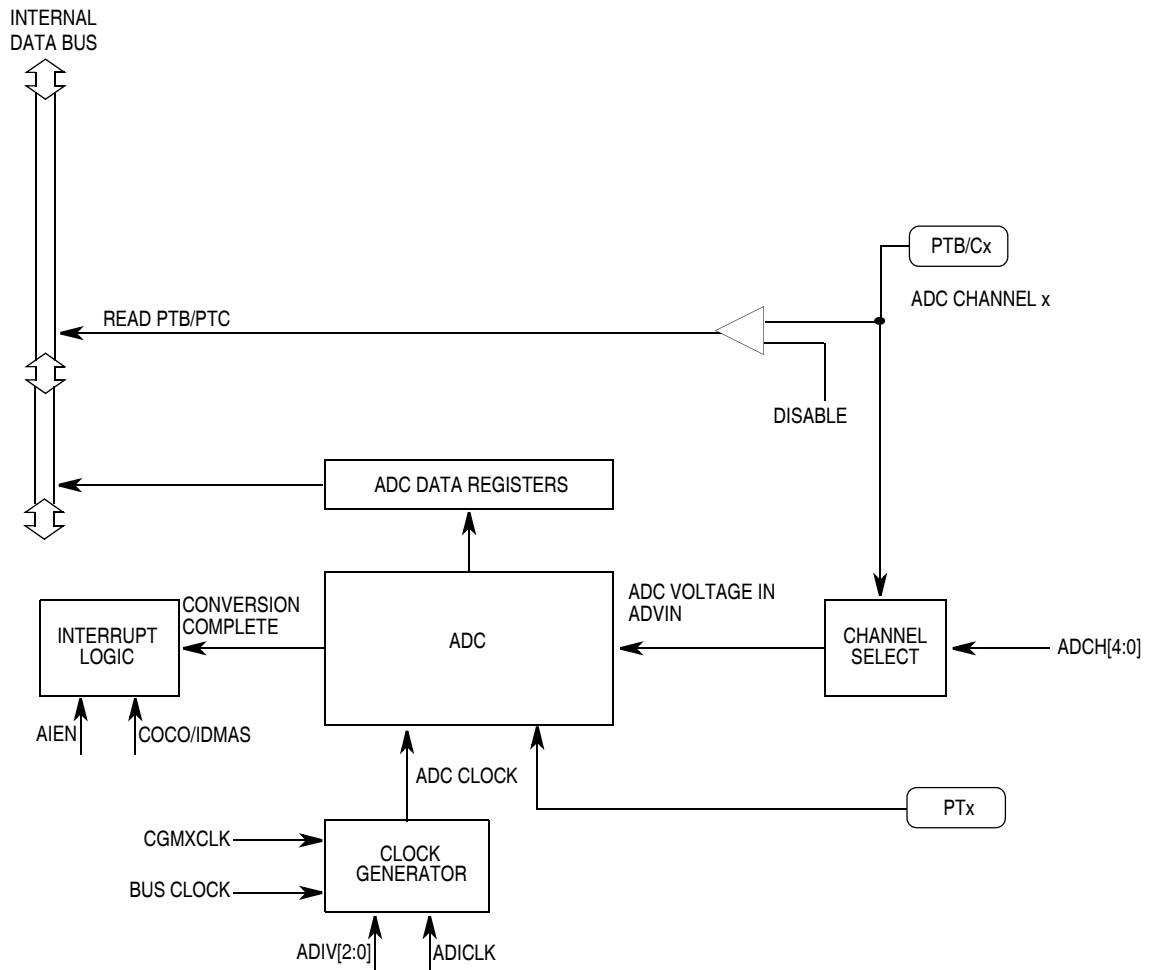 INTERNAL
DATA BUS
PTB/Cx
ADC CHANNEL x
READ PTB/PTC
DISABLE
ADC DATA REGISTERS
ADC VOLTAGE IN
ADVIN
CONVERSION
COMPLETE
INTERRUPT
LOGIC
ADC
CHANNEL
SELECT
ADCH[4:0]
AIEN
COCO/IDMAS
ADC CLOCK
PTx
CGMXCLK
CLOCK
GENERATOR
BUS CLOCK
ADIV[2:0]
ADICLK